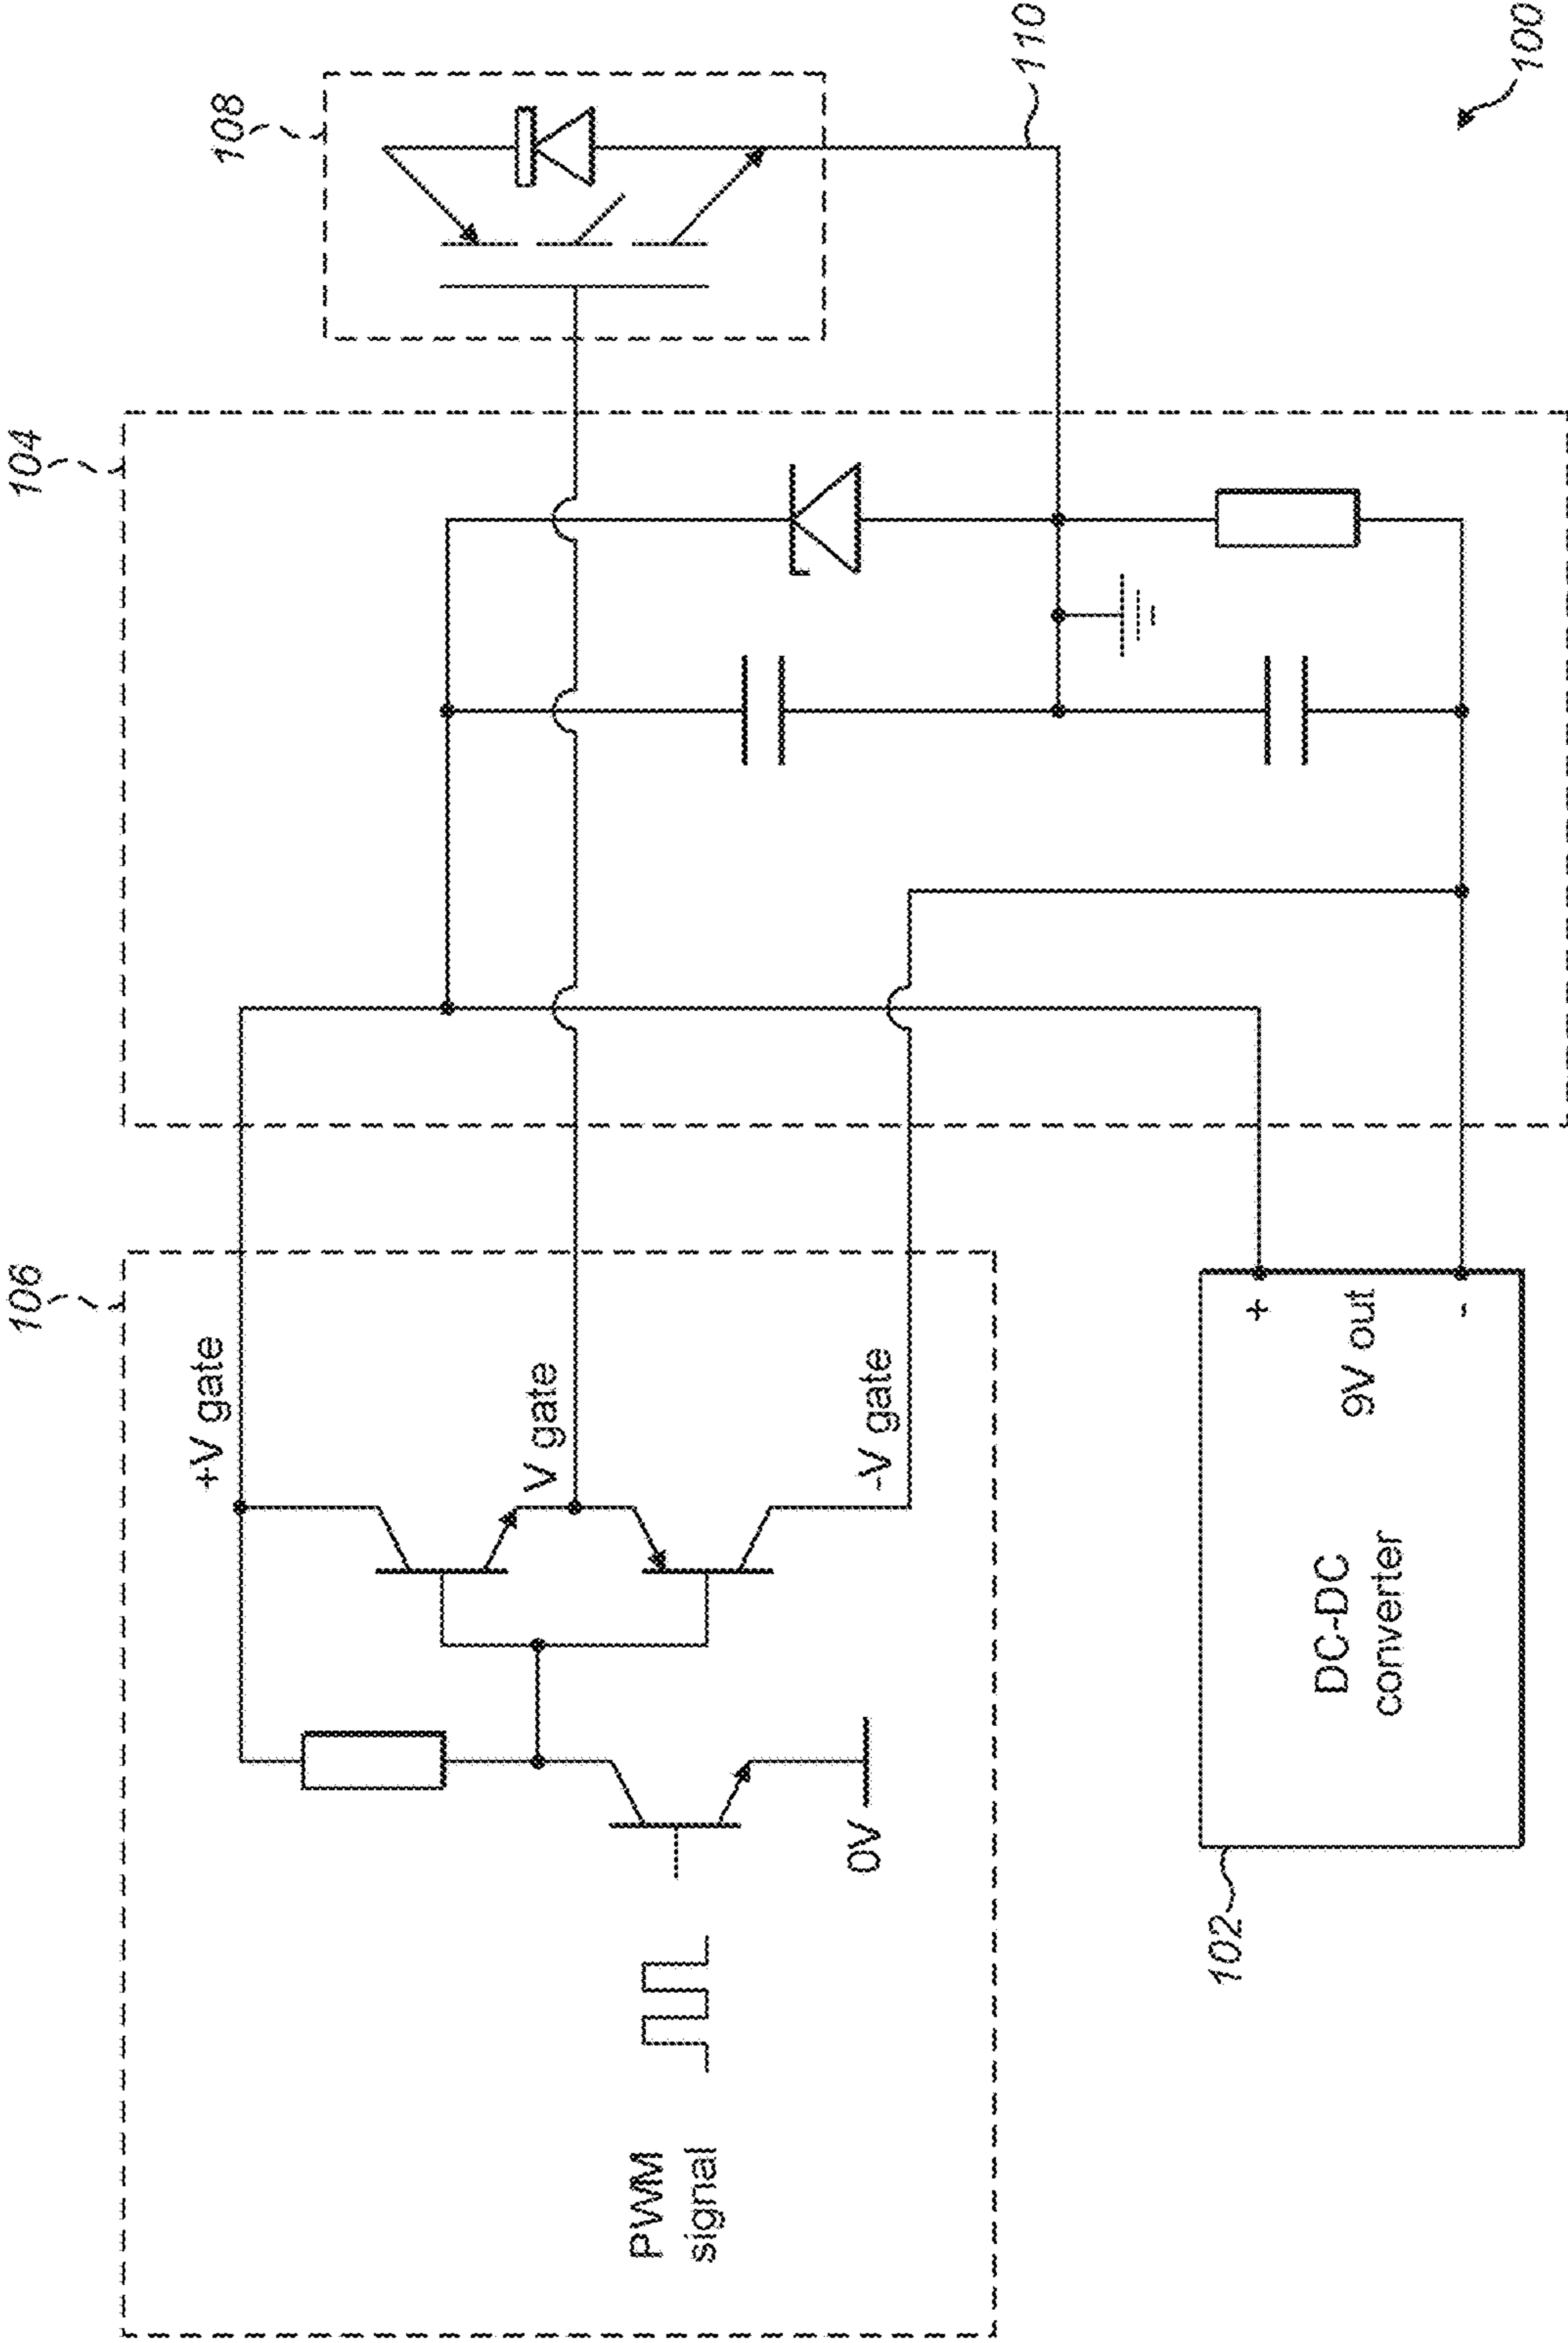 106
104
108
110
100
102
+V gate
V gate
-V gate
0V
PWM
signal
DC-DC
converter
+
9V out
-